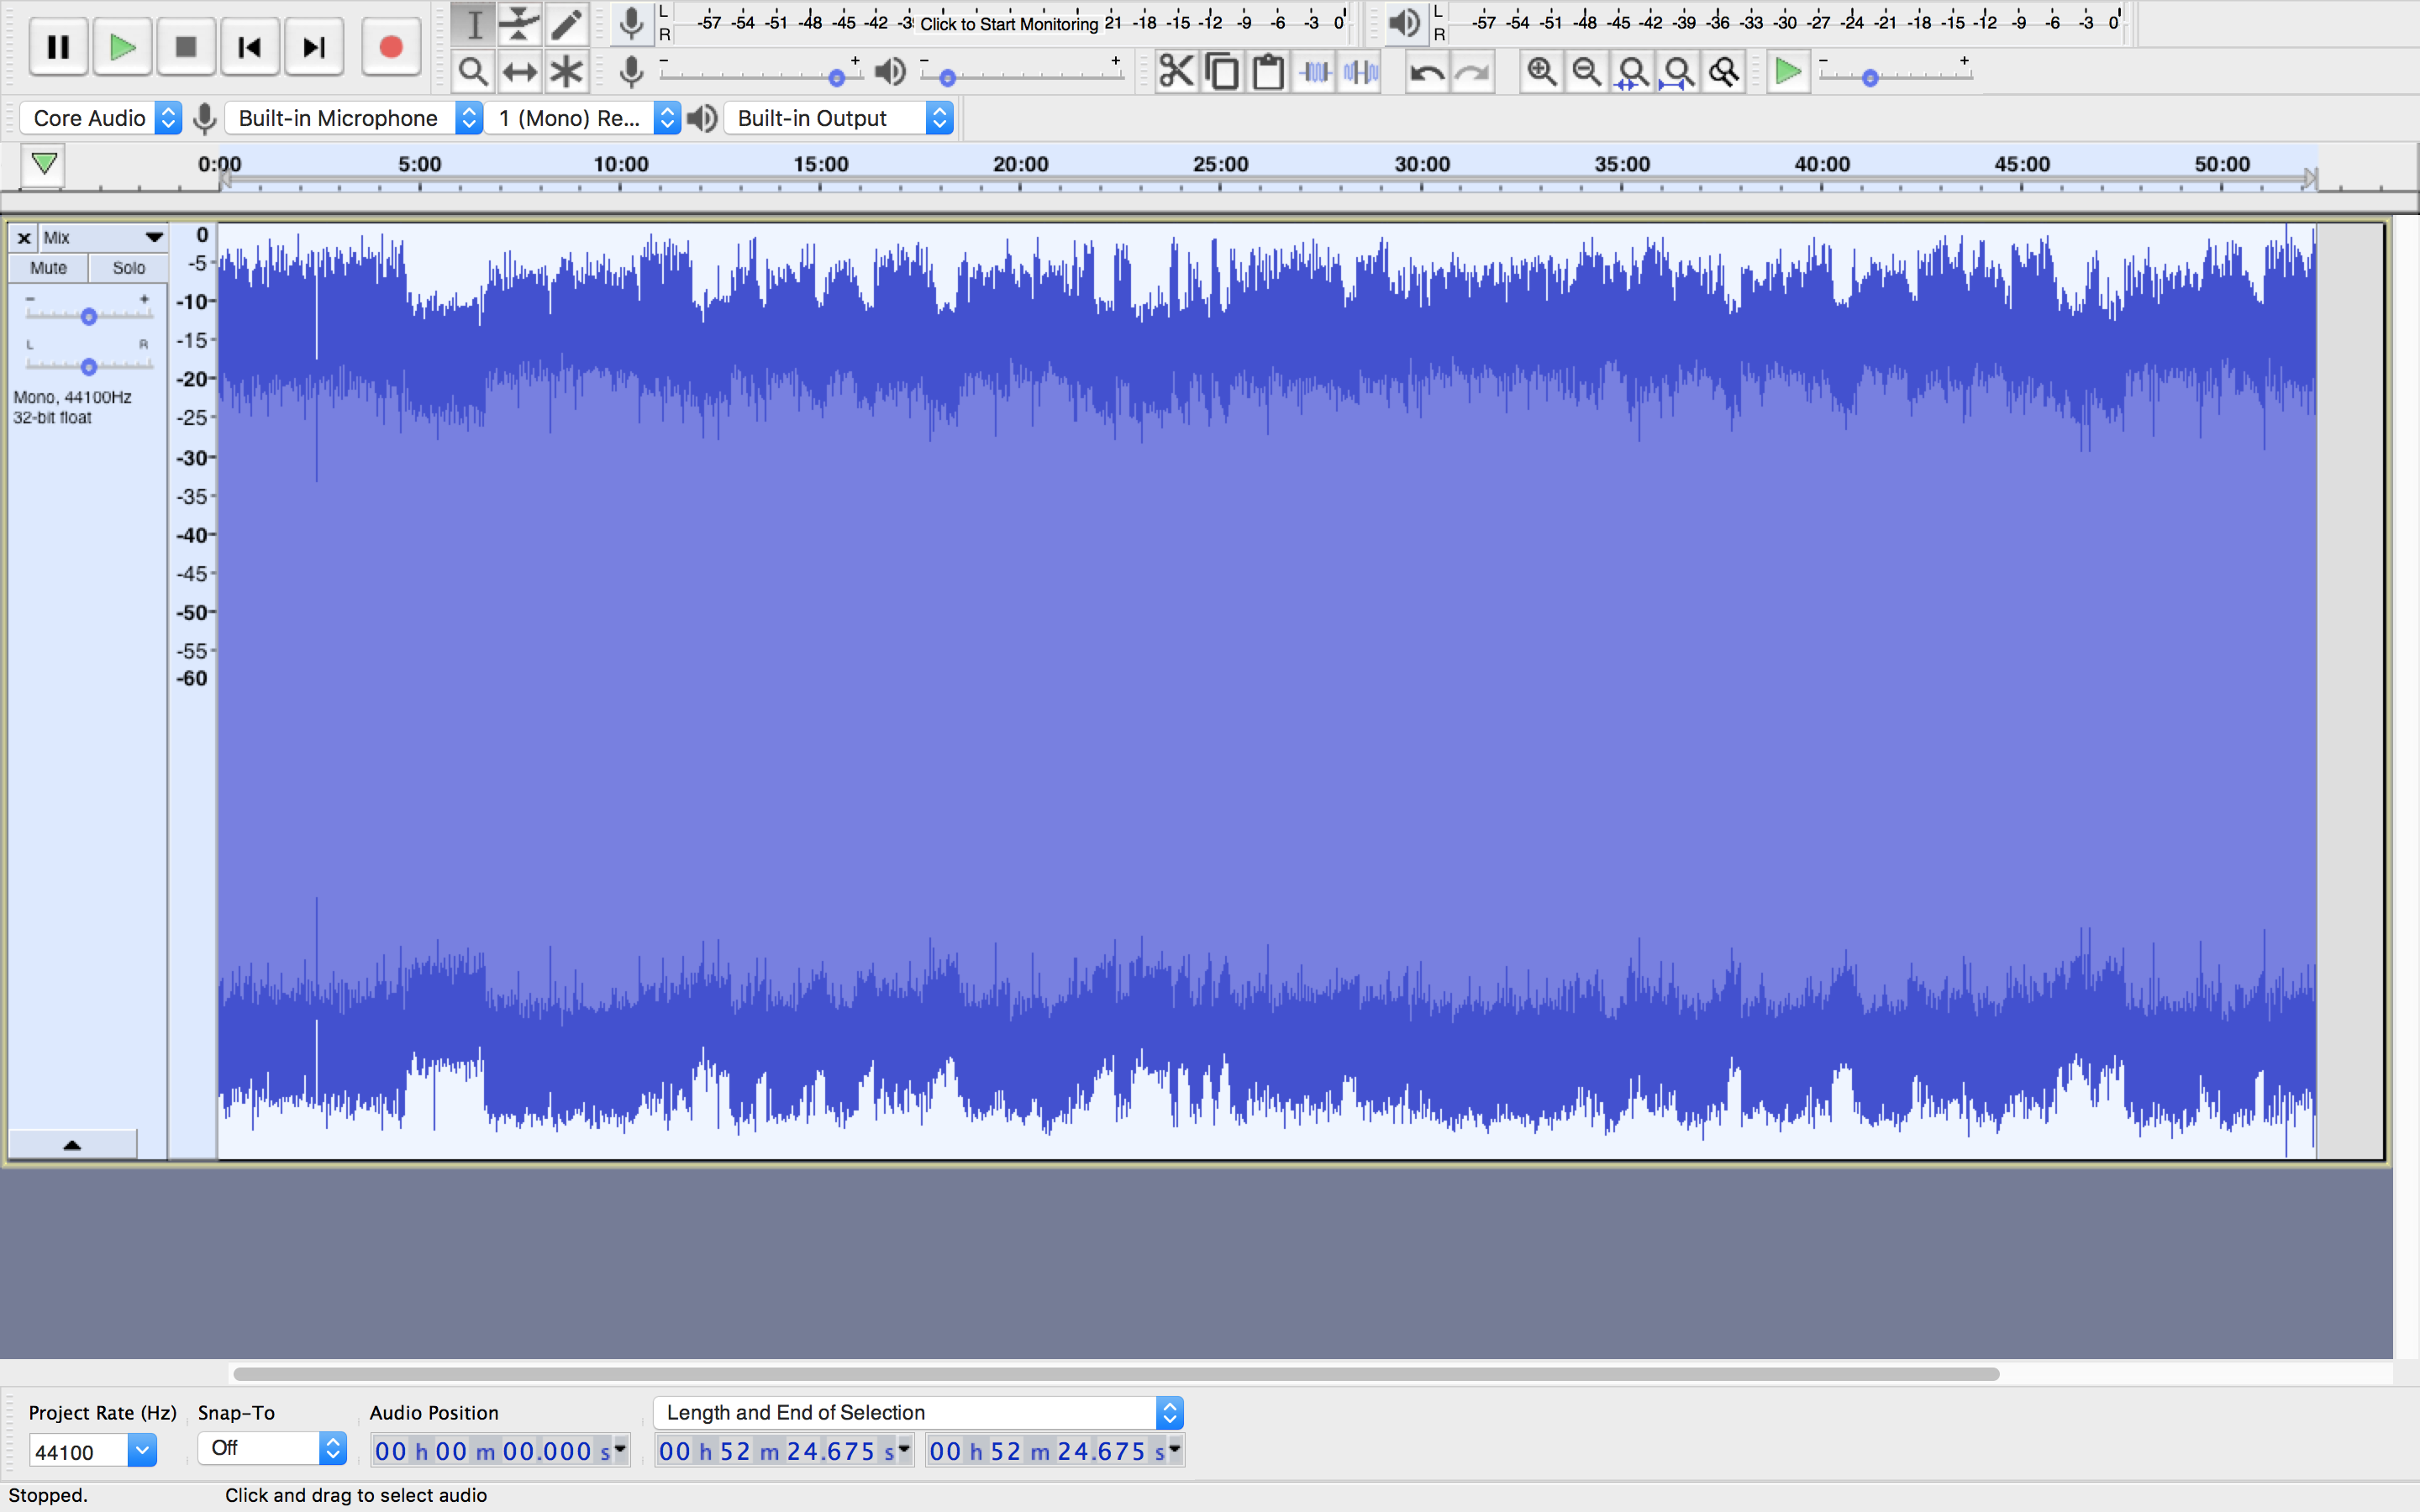 L
R
-57 -54 -51 -48 -45 -42 Click to Start Monitoring 21 -18 -15 -12 -9 -6 -3 0
L
R
-57 -54 -51 -48 -45 -42 -39 -36 -33 -30 -27 -24 -21 -18 -15 -12 -9 -6 -3 0
- + - + - +
Core Audio Built-in Microphone 1 (Mono) Re... Built-in Output
0:00 5:00 10:00 15:00 20:00 25:00 30:00 35:00 40:00 45:00 50:00
x Mix
Mute Solo
- +
L R
Mono, 44100Hz
32-bit float
0
-5
-10
-15
-20
-25
-30
-35
-40
-45
-50
-55
-60
Project Rate (Hz) Snap-To Audio Position Length and End of Selection
44100 Off 00 h 00 m 00.000 s 00 h 52 m 24.675 s 00 h 52 m 24.675 s
Stopped. Click and drag to select audio